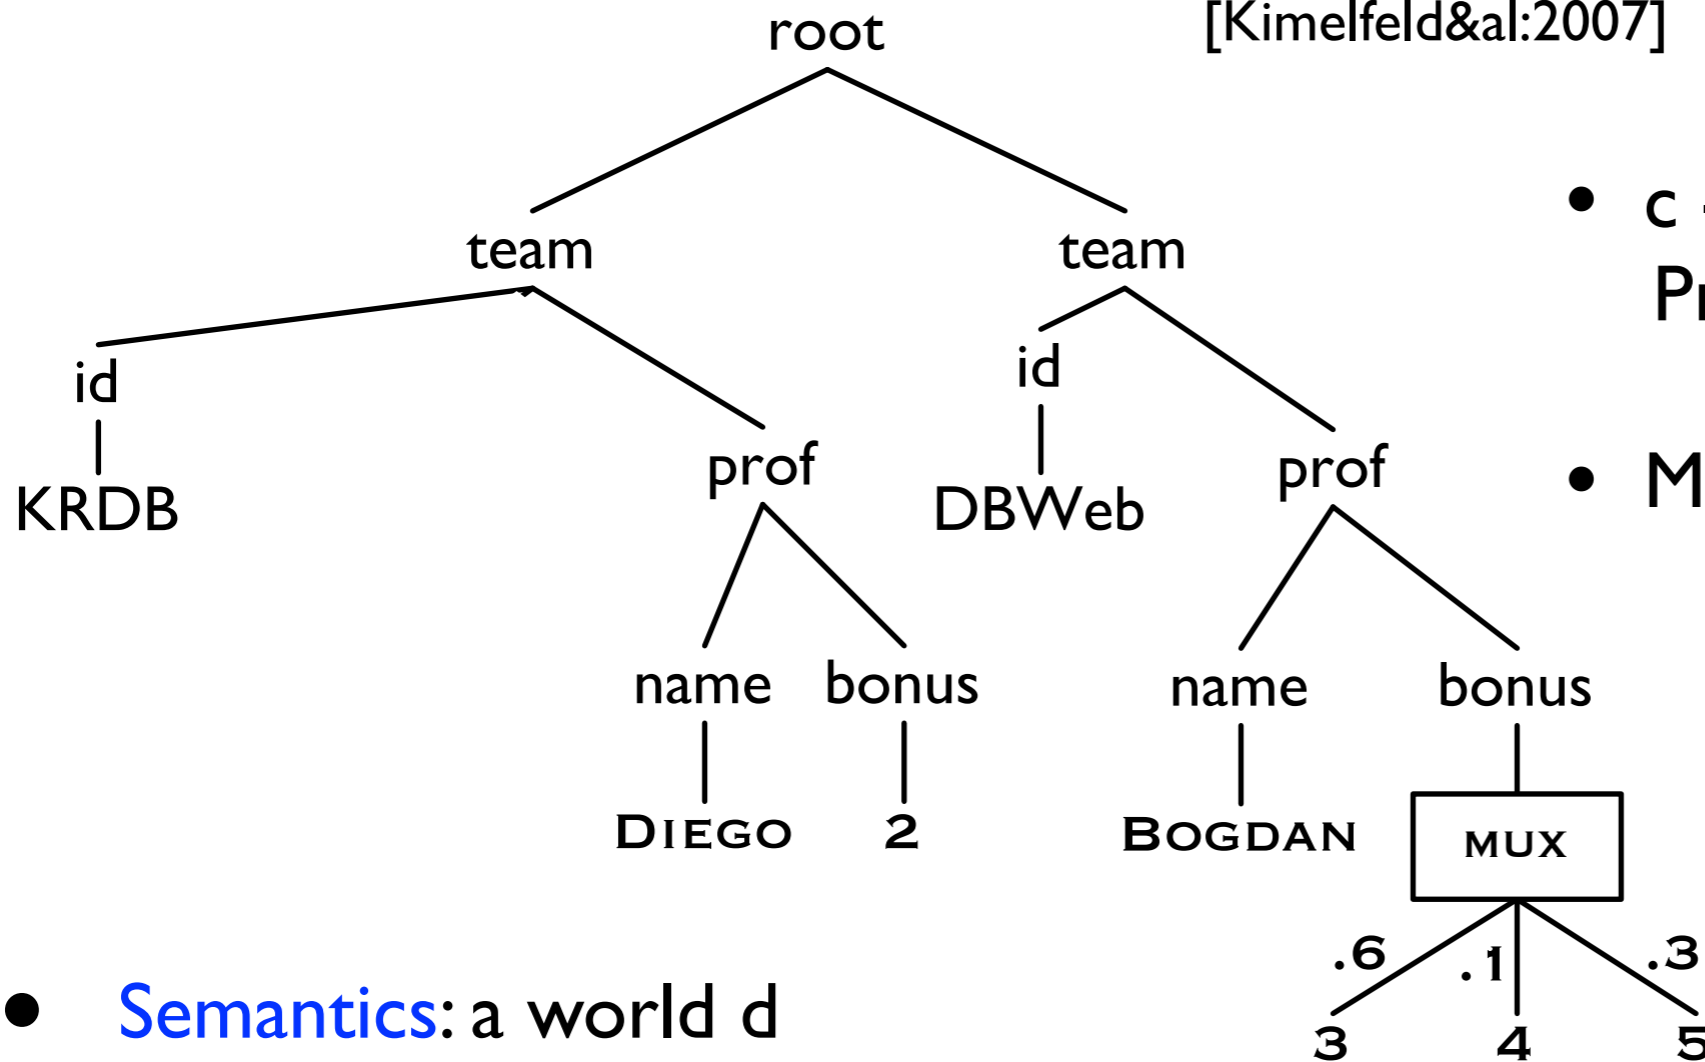 root
[Kimelfeld&al:2007]
• c
team
team
Pr
id
id
prof
prof
• M
KRDB
DBWeb
name
bonus
name
bonus
DIEGO
2
BOGDAN
MUX
.6
.1
.3
• Semantics: a world d
3
4
5